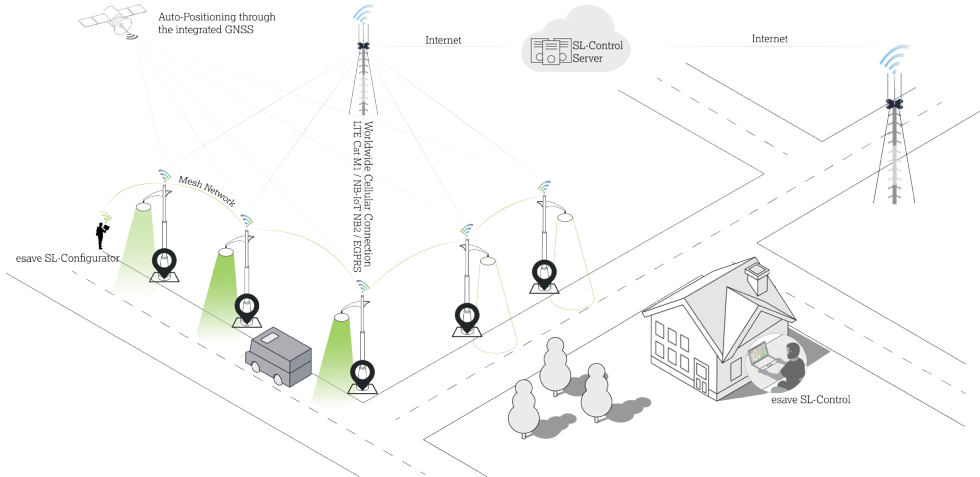 Auto-Positioning through
the integrated GNSS
Internet
SL-Control
Server
Internet
Worldwide Cellular Connection
LTE Cat M1 / NB-IoT NB2 / EGPRS
Mesh Network
esave SL-Configurator
esave SL-Control